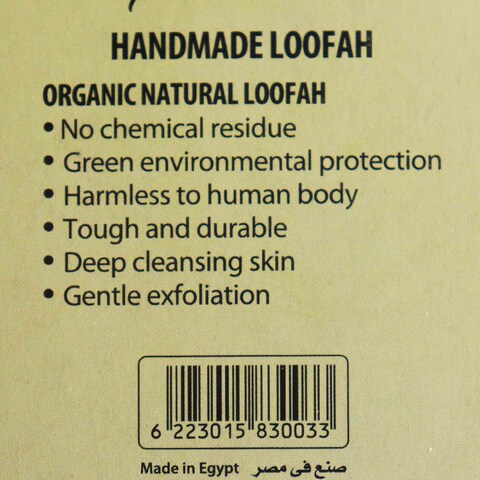 HANDMADE LOOFAH
ORGANIC NATURAL LOOFAH
• No chemical residue
• Green environmental protection
• Harmless to human body
• Tough and durable
• Deep cleansing skin
• Gentle exfoliation
6 223015 830033
Made in Egypt صنع فى مصر